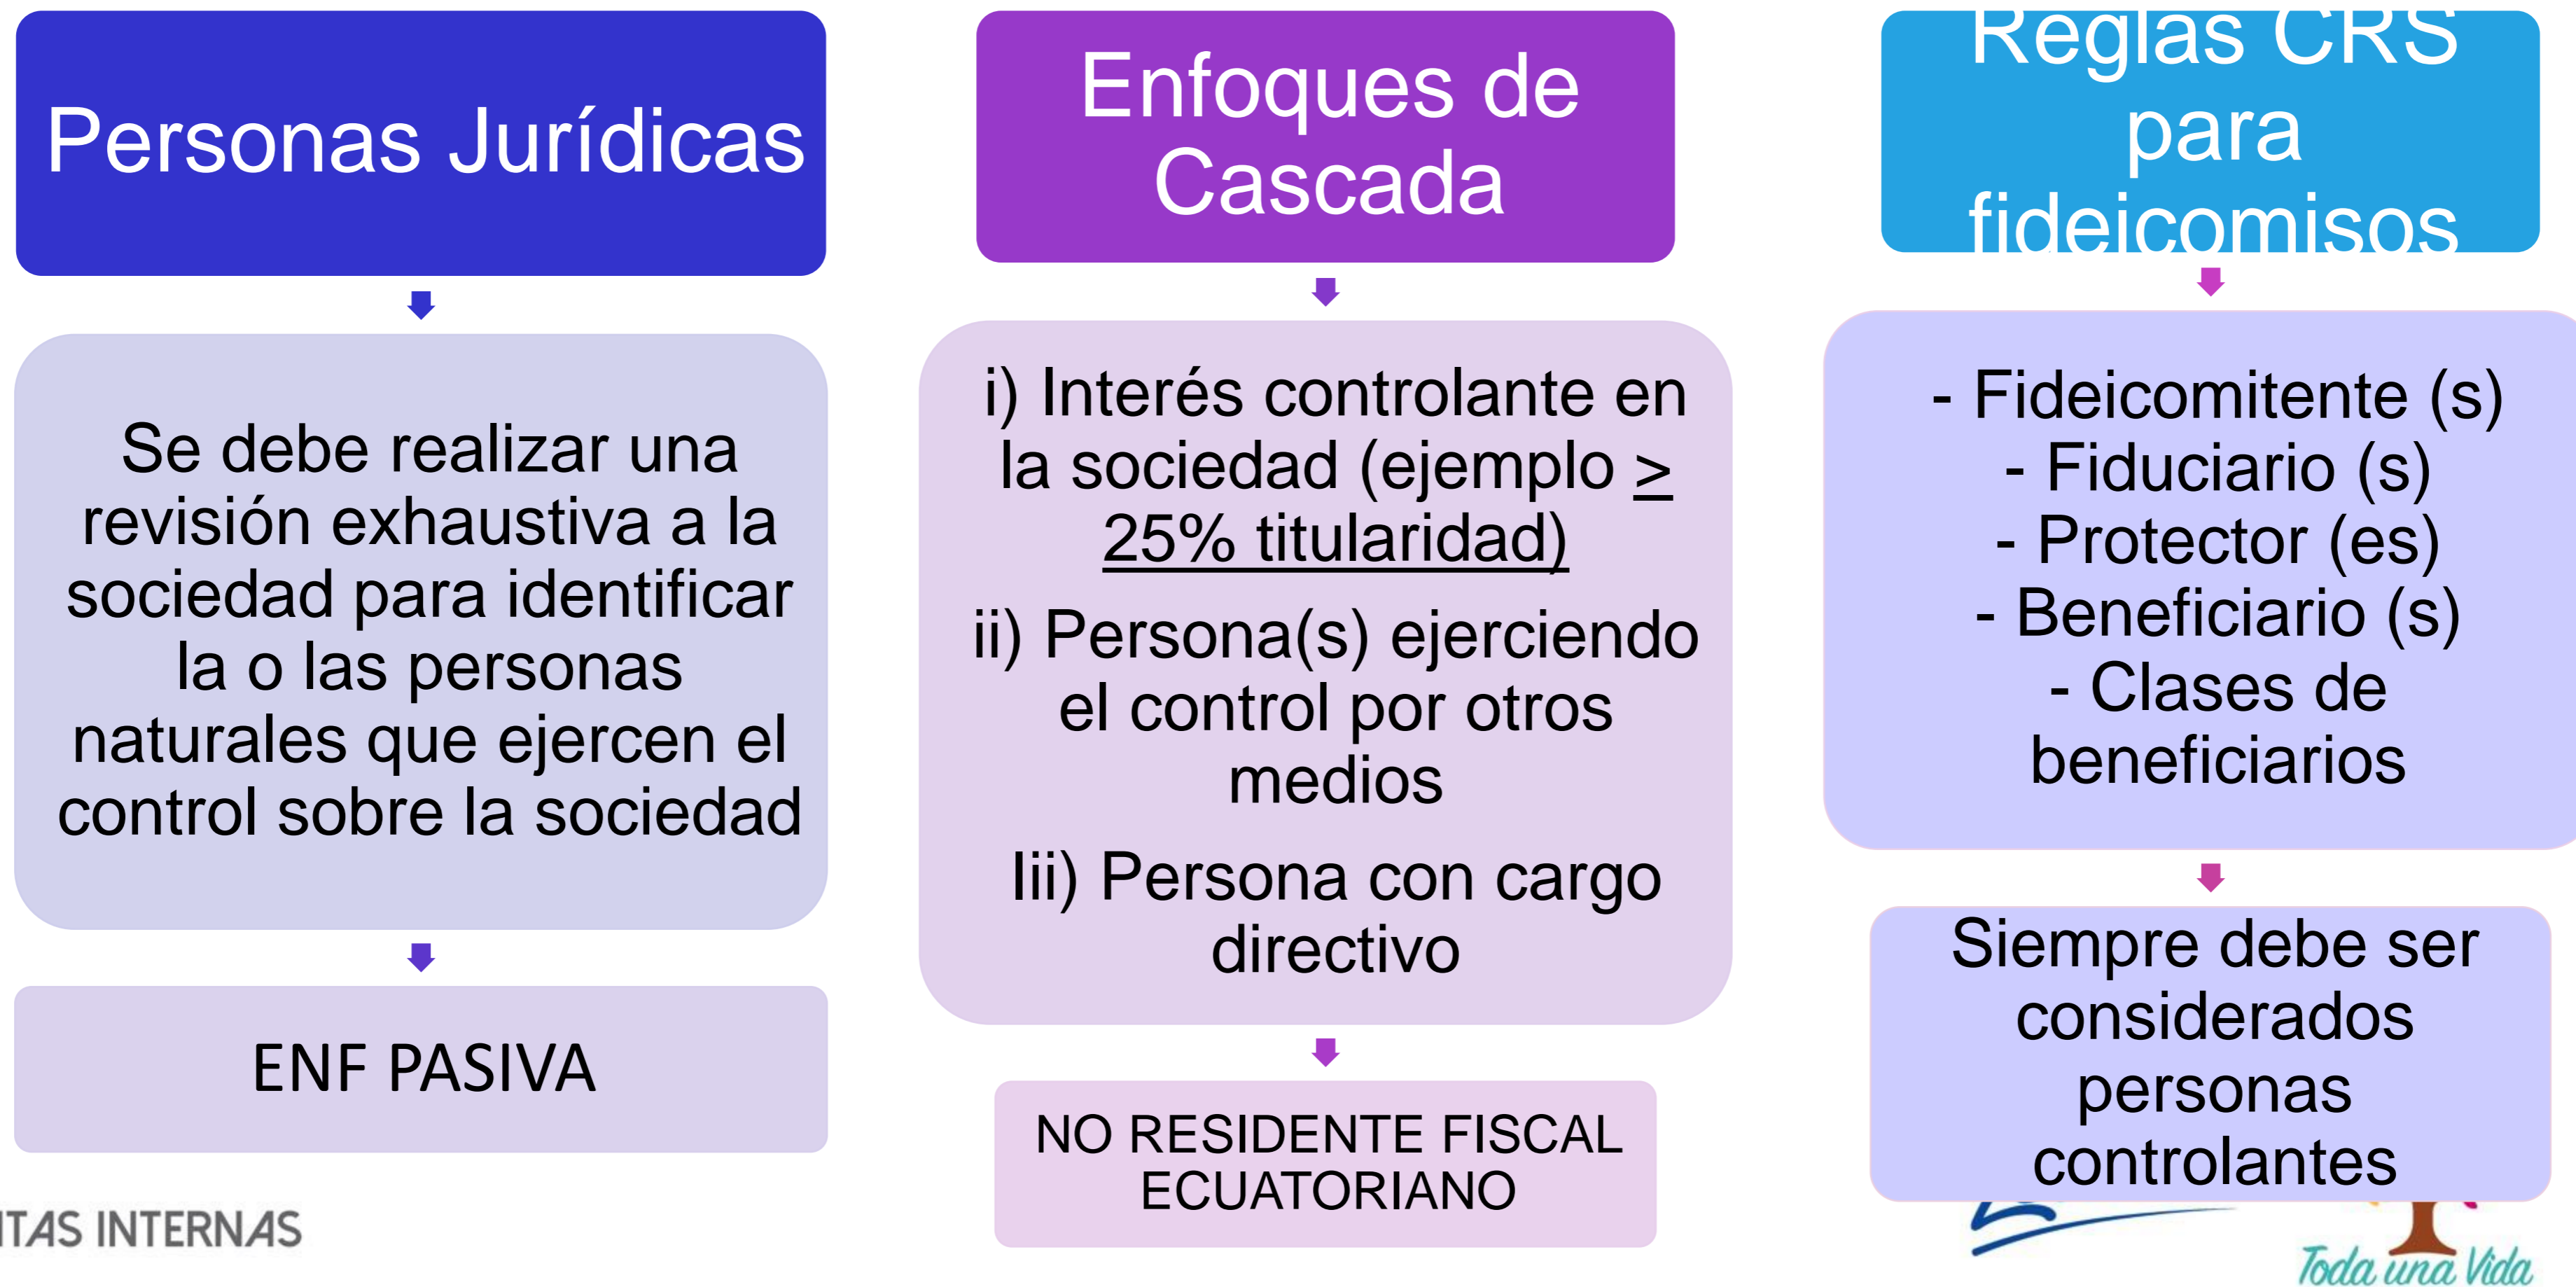 Personas Jurídicas
Se debe realizar una
revisión exhaustiva a la
sociedad para identificar
la o las personas
naturales que ejercen el
control sobre la sociedad
ENF PASIVA
Enfoques de
Cascada
i) Interés controlante en
la sociedad (ejemplo >
25% titularidad)
ii) Persona(s) ejerciendo
el control por otros
medios
Iii) Persona con cargo
directivo
NO RESIDENTE FISCAL
ECUATORIANO
Reglas CRS
para
fideicomisos
- Fideicomitente (s)
- Fiduciario (s)
- Protector (es)
- Beneficiario (s)
- Clases de
beneficiarios
Siempre debe ser
considerados
personas
controlantes
INTERNAS
Toda una Vida